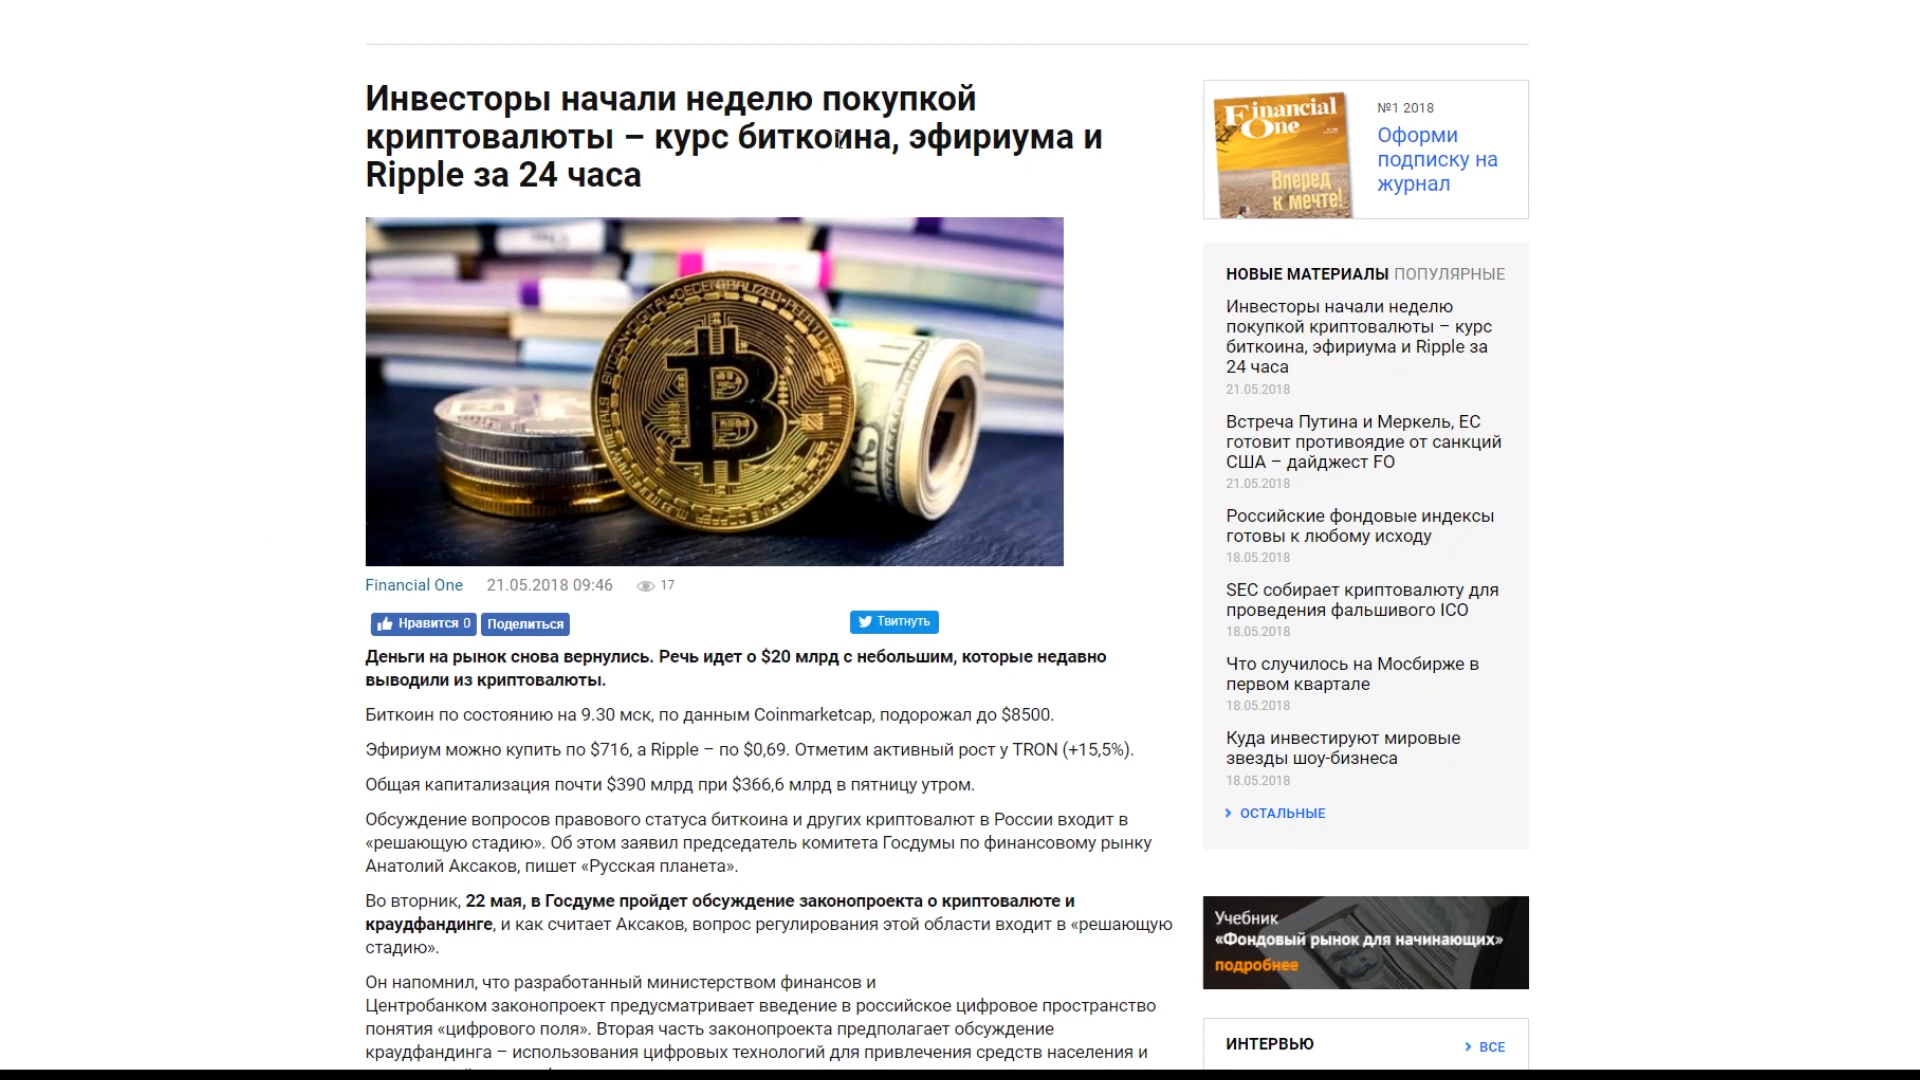 Инвесторы начали неделю покупкой
криптовалюты – курс биткоина, эфириума и
Ripple за 24 часа
Financial One
21.05.2018 09:46
17
Нравится 0
Поделиться
Твитнуть
Деньги на рынок снова вернулись. Речь идет о $20 млрд с небольшим, которые недавно
выводили из криптовалюты.
Биткоин по состоянию на 9.30 мск, по данным Coinmarketcap, подорожал до $8500.
Эфириум можно купить по $716, а Ripple – по $0,69. Отметим активный рост у TRON (+15,5%).
Общая капитализация почти $390 млрд при $366,6 млрд в пятницу утром.
Обсуждение вопросов правового статуса биткоина и других криптовалют в России входит в
«решающую стадию». Об этом заявил председатель комитета Госдумы по финансовому рынку
Анатолий Аксаков, пишет «Русская планета».
Во вторник, 22 мая, в Госдуме пройдет обсуждение законопроекта о криптовалюте и
краудфандинге, и как считает Аксаков, вопрос регулирования этой области входит в «решающую
стадию».
Он напомнил, что разработанный министерством финансов и
Центробанком законопроект предусматривает введение в российское цифровое пространство
понятия «цифрового поля». Вторая часть законопроекта предполагает обсуждение
краудфандинга – использования цифровых технологий для привлечения средств населения и
Financial
One
Вперед
к мечте!
№1 2018
Оформи
подписку на
журнал
НОВЫЕ МАТЕРИАЛЫ ПОПУЛЯРНЫЕ
Инвесторы начали неделю
покупкой криптовалюты – курс
биткоина, эфириума и Ripple за
24 часа
21.05.2018
Встреча Путина и Меркель, ЕС
готовит противоядие от санкций
США – дайджест FO
21.05.2018
Российские фондовые индексы
готовы к любому исходу
18.05.2018
SEC собирает криптовалюту для
проведения фальшивого ICO
18.05.2018
Что случилось на Мосбирже в
первом квартале
18.05.2018
Куда инвестируют мировые
звезды шоу-бизнеса
18.05.2018
ОСТАЛЬНЫЕ
Учебник
«Фондовый рынок для начинающих»
подробнее
ИНТЕРВЬЮ
ВСЕ